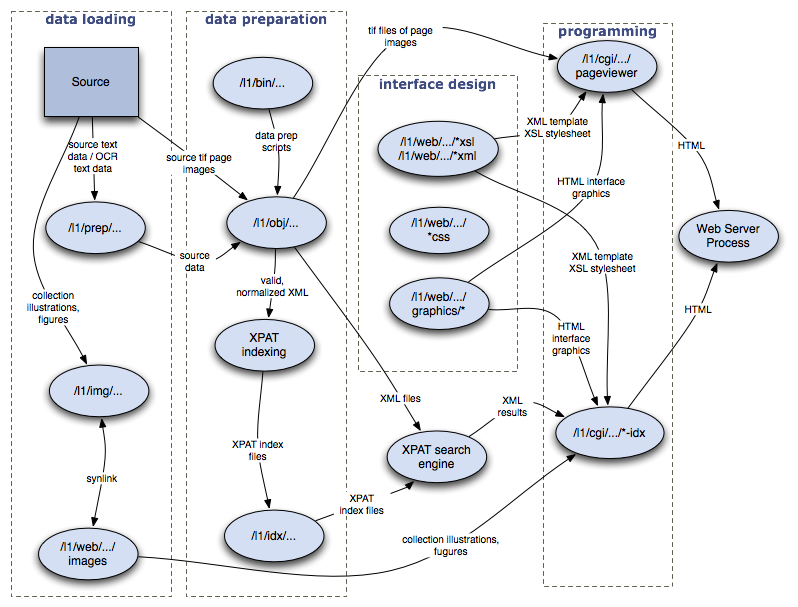 data loading
data preparation
programming
interface design
Source
/l1/bin/...
tif files of page
images
/l1/cgi/.../
pageviewer
source text
data / OCR
text data
source tif page
images
data prep
scripts
/l1/web/.../*xsl
/l1/web/.../*xml
XML template
XSL stylesheet
HTML
/l1/prep/...
/l1/obj/...
/l1/web/.../
*css
HTML interface
graphics
Web Server
Process
source
data
valid,
normalized XML
XML template
XSL stylesheet
collection
illustrations,
figures
/l1/web/.../
graphics/*
HTML
XPAT
indexing
HTML
interface
graphics
/l1/img/...
XML files
XML
results
/l1/cgi/.../*-idx
XPAT index
files
XPAT search
engine
synlink
XPAT
index files
/l1/idx/...
/l1/web/.../
images
collection illustrations,
fugures